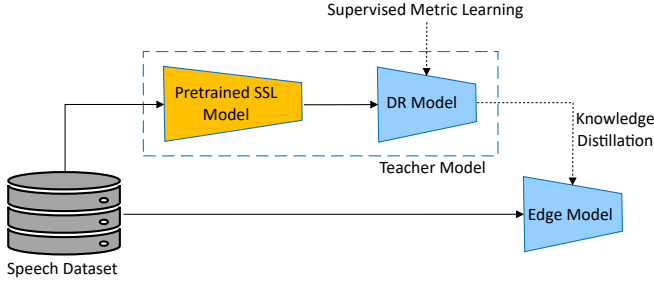 Supervised Metric Learning
Pretrained SSL
Model
DR Model
Teacher Model
Knowledge
Distillation
Edge Model
Speech Dataset